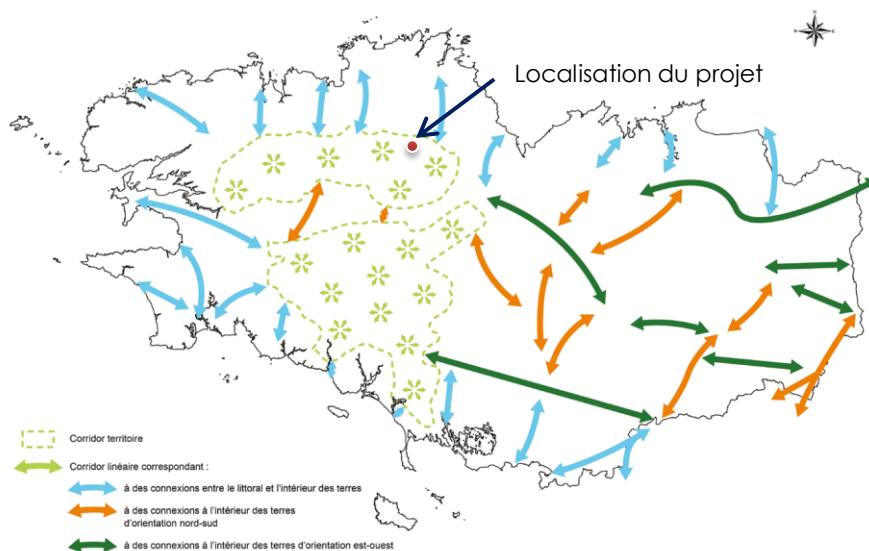 N
Localisation du projet
Corridor territoire
Corridor linéaire correspondant :
à des connexions entre le littoral et l'intérieur des terres
à des connexions à l'intérieur des terres
d'orientation nord-sud
à des connexions à l'intérieur des terres d'orientation est-ouest